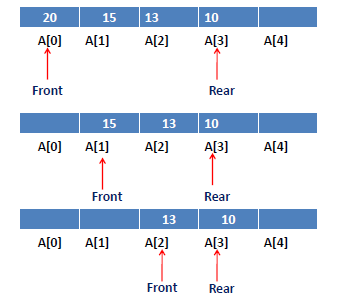 20 15 13 10
A[0] A[1] A[2] A[3] A[4]
Front Rear
15 13 10
A[0] A[1] A[2] A[3] A[4]
Front Rear
13 10
A[0] A[1] A[2] A[3] A[4]
Front Rear